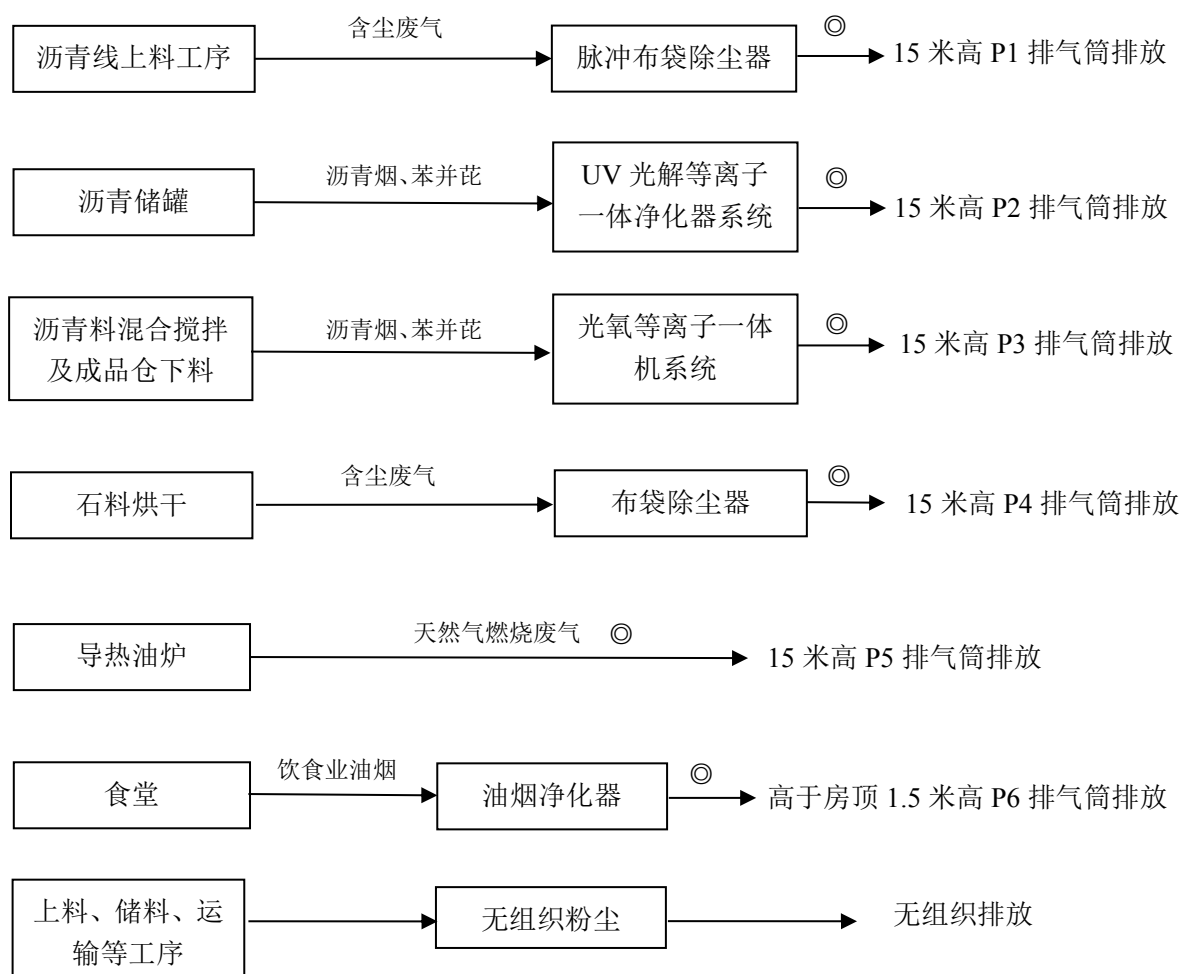 含尘废气
◎
沥青线上料工序
脉冲布袋除尘器
15 米高 P1 排气筒排放
沥青烟、苯并芘
UV 光解等离子
一体净化器系统
◎
沥青储罐
15 米高 P2 排气筒排放
沥青料混合搅拌
及成品仓下料
沥青烟、苯并芘
光氧等离子一体
机系统
◎
15 米高 P3 排气筒排放
含尘废气
◎
石料烘干
布袋除尘器
15 米高 P4 排气筒排放
天然气燃烧废气 ◎
导热油炉
15 米高 P5 排气筒排放
饮食业油烟
◎
食堂
油烟净化器
高于房顶 1.5 米高 P6 排气筒排放
上料、储料、运
输等工序
无组织粉尘
无组织排放